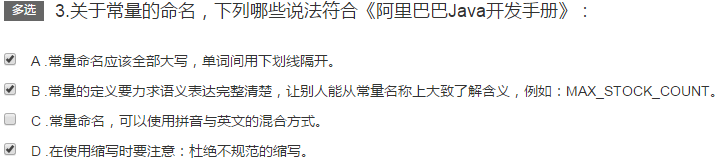 多选 3.关于常量的命名，下列哪些说法符合《阿里巴巴Java开发手册》：
A .常量命名应该全部大写，单词间用下划线隔开。
B .常量的定义要力求语义表达完整清楚，让别人能从常量名称上大致了解含义，例如：MAX_STOCK_COUNT。
C .常量命名，可以使用拼音与英文的混合方式。
D .在使用缩写时要注意：杜绝不规范的缩写。